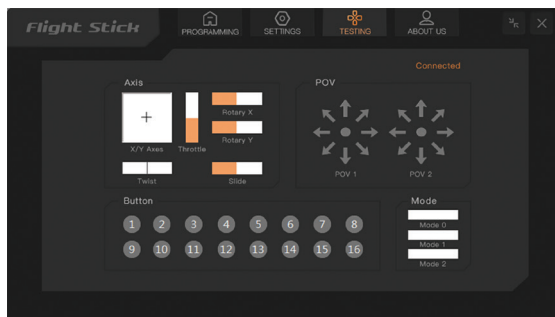 Flight Stick
PROGRAMMING
SETTINGS
TESTING
ABOUT US
Connected
Axis
X/Y Axes
Throttle
Rotary X
Rotary Y
Twist
Slide
POV
POV 1
POV 2
Button
1 2 3 4 5 6 7 8
9 10 11 12 13 14 15 16
Mode
Mode 0
Mode 1
Mode 2